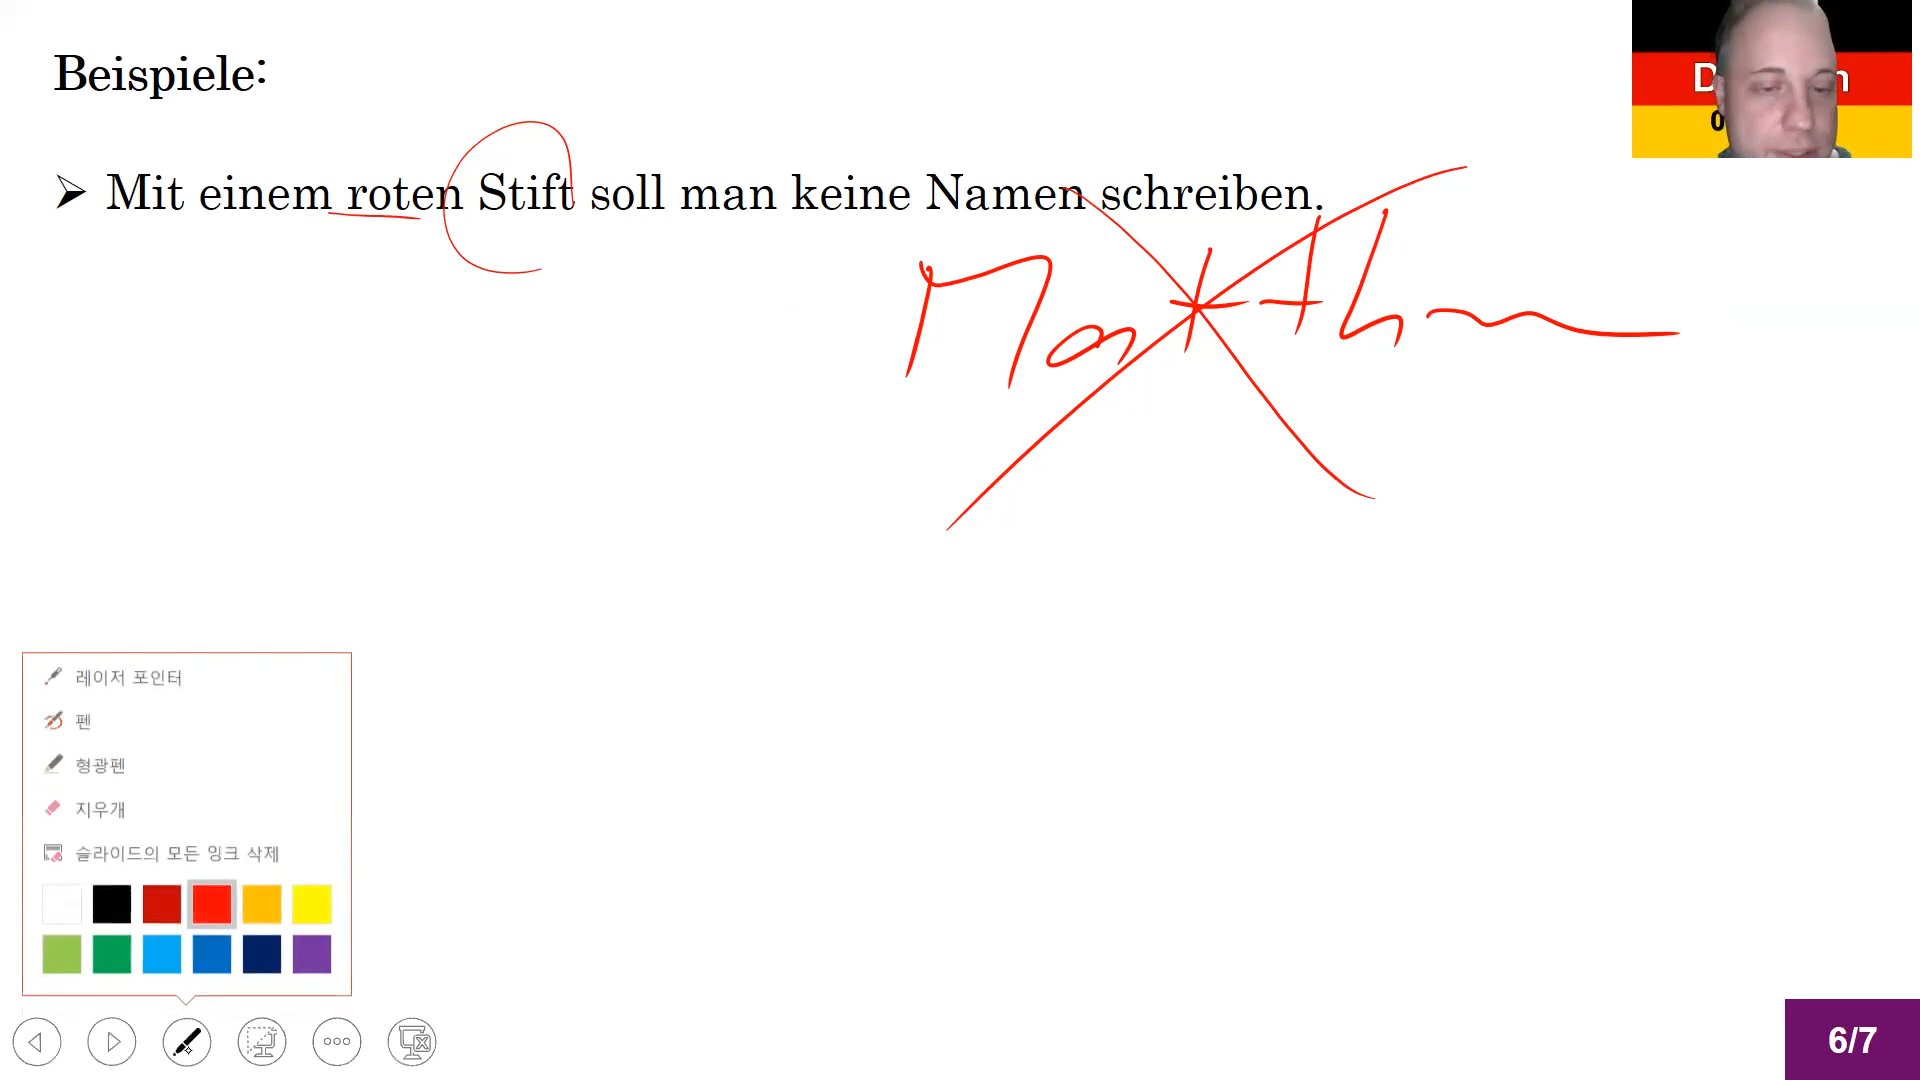 Beispiele:
➢ Mit einem roten Stift soll man keine Namen schreiben.
레이저 포인터
펜
형광펜
지우개
슬라이드의 모든 잉크 삭제
6/7